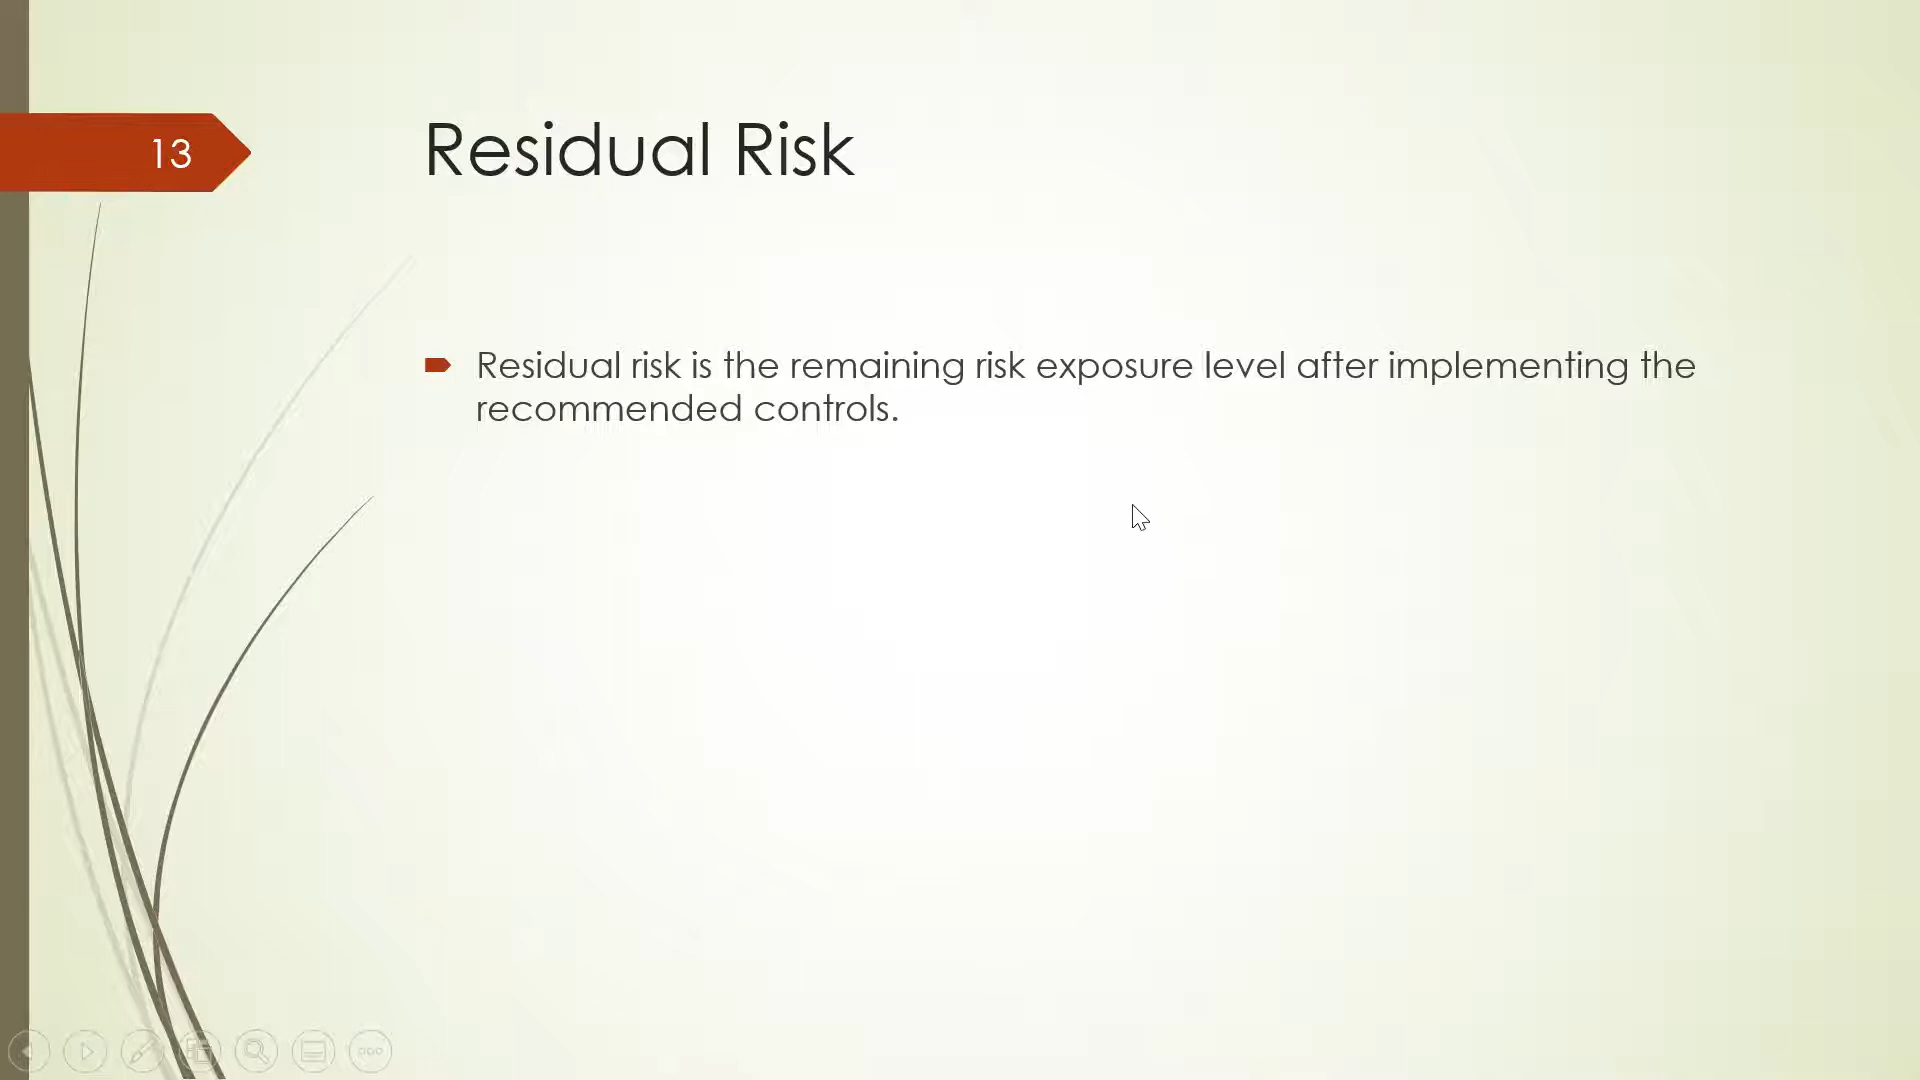 13
Residual Risk
Residual risk is the remaining risk exposure level after implementing the
recommended controls.